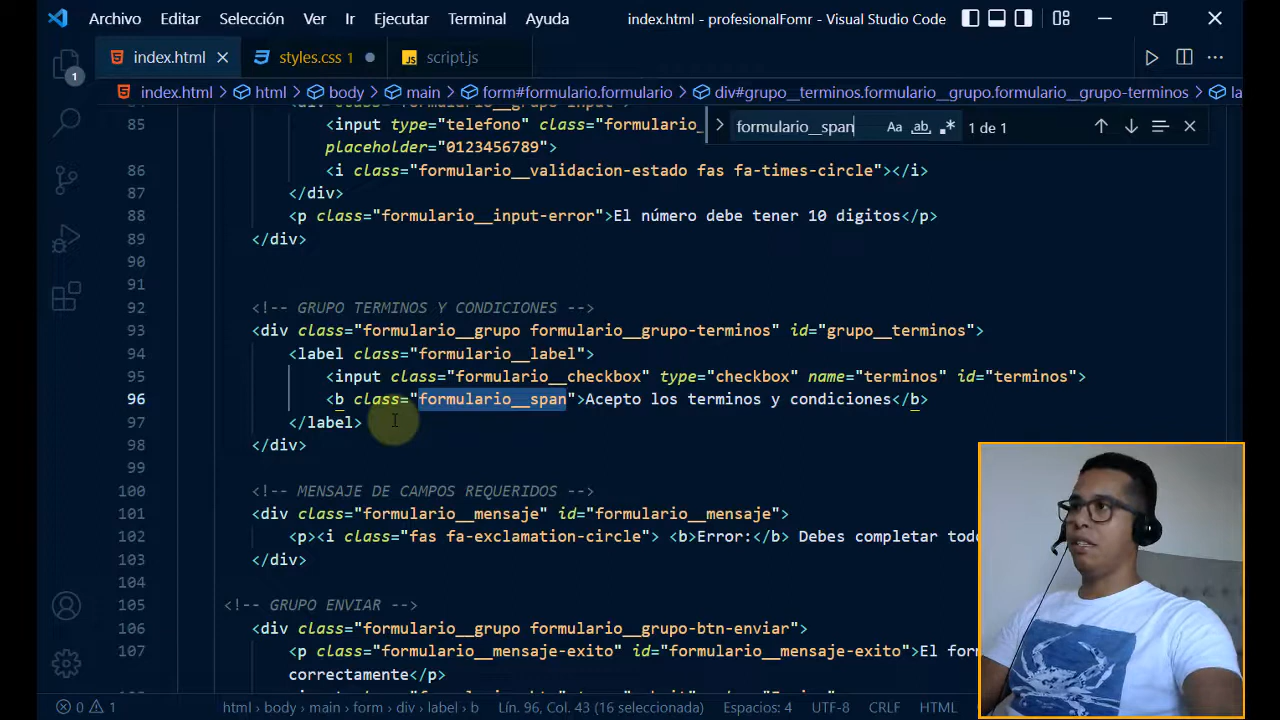 Archivo Editar Selección Ver Ir Ejecutar Terminal Ayuda index.html - profesionalFomr - Visual Studio Code
index.html styles.css 1 script.js
index.html > html > body > main > form#formulario.formulario > div#grupo__terminos.formulario__grupo.formulario__grupo-terminos >
formulario__span Aa ab 1 de 1
1
85 <input type="telefono" class="formulario_
placeholder="0123456789">
86 <i class="formulario__validacion-estado fas fa-times-circle"></i>
87 </div>
88 <p class="formulario__input-error">El número debe tener 10 digitos</p>
89 </div>
90
91
92 <!-- GRUPO TERMINOS Y CONDICIONES -->
93 <div class="formulario__grupo formulario__grupo-terminos" id="grupo__terminos">
94 <label class="formulario__label">
95 <input class="formulario__checkbox" type="checkbox" name="terminos" id="terminos">
96 <b class="formulario__span">Acepto los terminos y condiciones</b>
97 </label>
98 </div>
99
100 <!-- MENSAJE DE CAMPOS REQUERIDOS -->
101 <div class="formulario__mensaje" id="formulario__mensaje">
102 <p><i class="fas fa-exclamation-circle"> <b>Error:</b> Debes completar
103 </div>
104
105 <!-- GRUPO ENVIAR -->
106 <div class="formulario__grupo formulario__grupo-btn-enviar">
107 <p class="formulario__mensaje-exito" id="formulario__mensaje-exito">El
correctamente</p>
0 1 html > body > main > form > div > label > b Lín. 96, Col. 43 (16 seleccionada) Espacios: 4 UTF-8 CRLF HTML